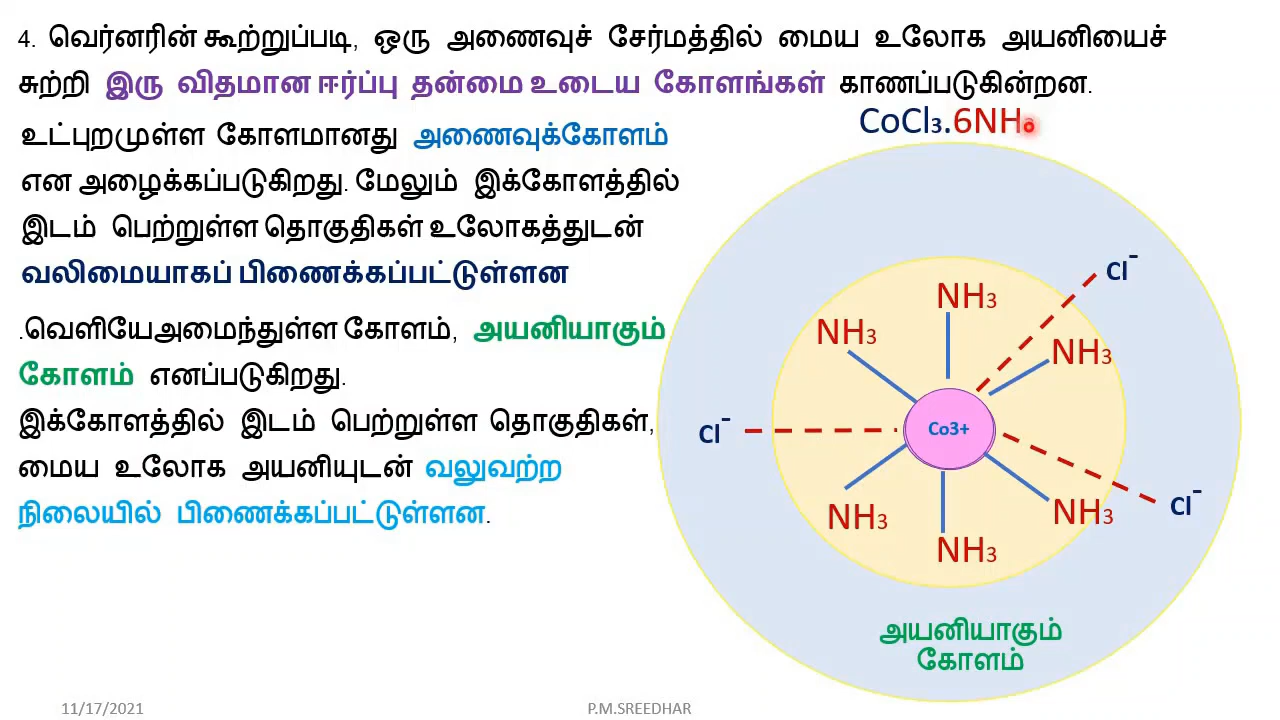 4. வெர்னரின் கூற்றுப்படி, ஒரு அணைவுச் சேர்மத்தில் மைய உலோக அயனியைச்
சுற்றி இரு விதமான ஈர்ப்பு தன்மை உடைய கோளங்கள் காணப்படுகின்றன.
உட்புறமுள்ள கோளமானது அணைவுக்கோளம்
என அழைக்கப்படுகிறது. மேலும் இக்கோளத்தில்
இடம் பெற்றுள்ள தொகுதிகள் உலோகத்துடன்
வலிமையாகப் பிணைக்கப்பட்டுள்ளன
.வெளியேஅமைந்துள்ள கோளம், அயனியாகும்
கோளம் எனப்படுகிறது.
இக்கோளத்தில் இடம் பெற்றுள்ள தொகுதிகள்,
மைய உலோக அயனியுடன் வலுவற்ற
நிலையில் பிணைக்கப்பட்டுள்ளன.
CoCl₃.6NH
Cl⁻
NH₃
NH₃
NH₃
Cl⁻
Co3+
NH₃
NH₃
NH₃
Cl⁻
அயனியாகும்
கோளம்
11/17/2021
P.M.SREEDHAR